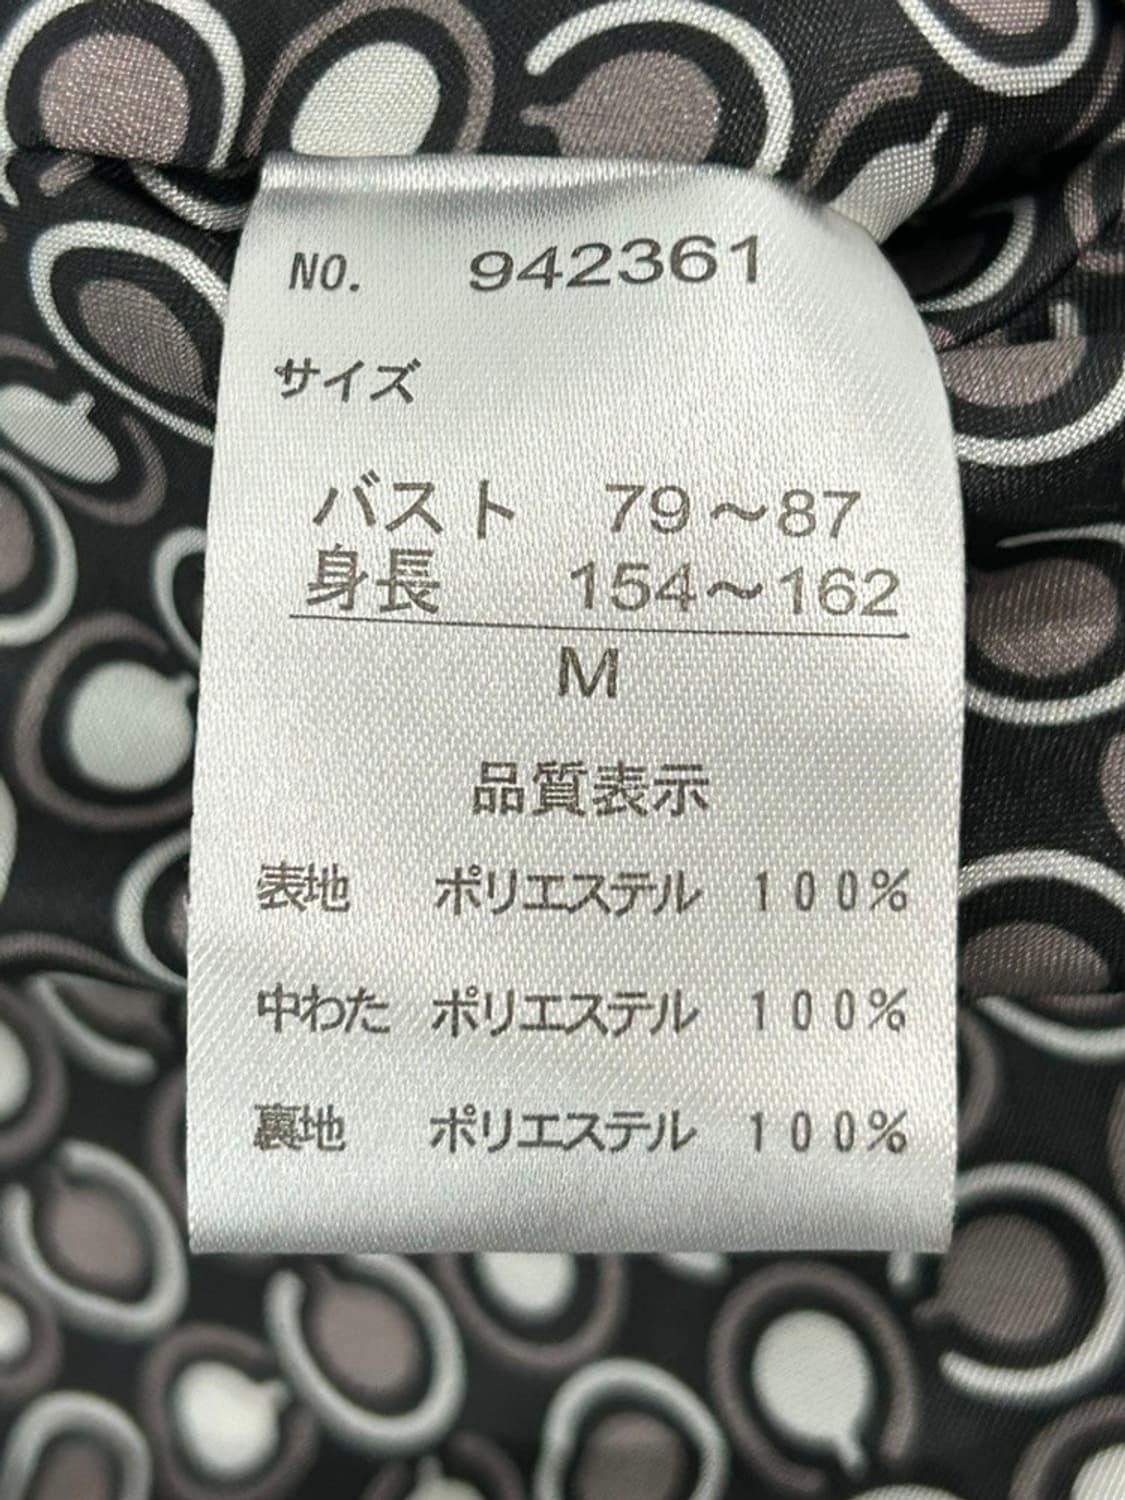 NO. 942361
サイズ
バスト 79～87
身長 154～162
M
品質表示
表地 ポリエステル 100%
中わた ポリエステル 100%
裏地 ポリエステル 100%